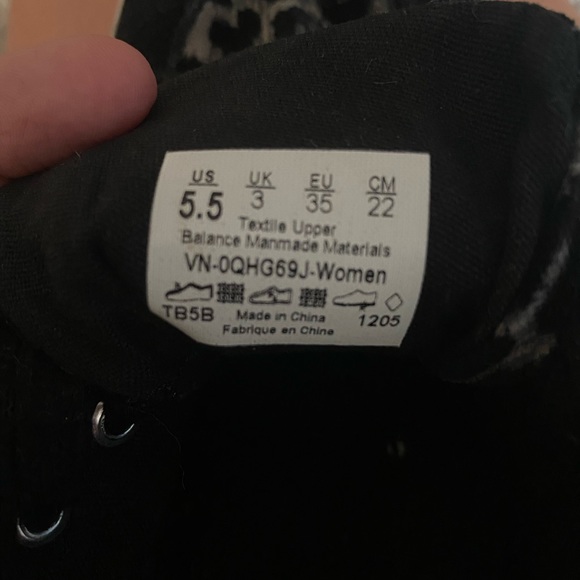 US UK EU CM
5.5 3 35 22
Textile Upper
Balance Manmade Materials
VN-0QHG69J-Women
TB5B Made in China 1205
Fabrique en Chine